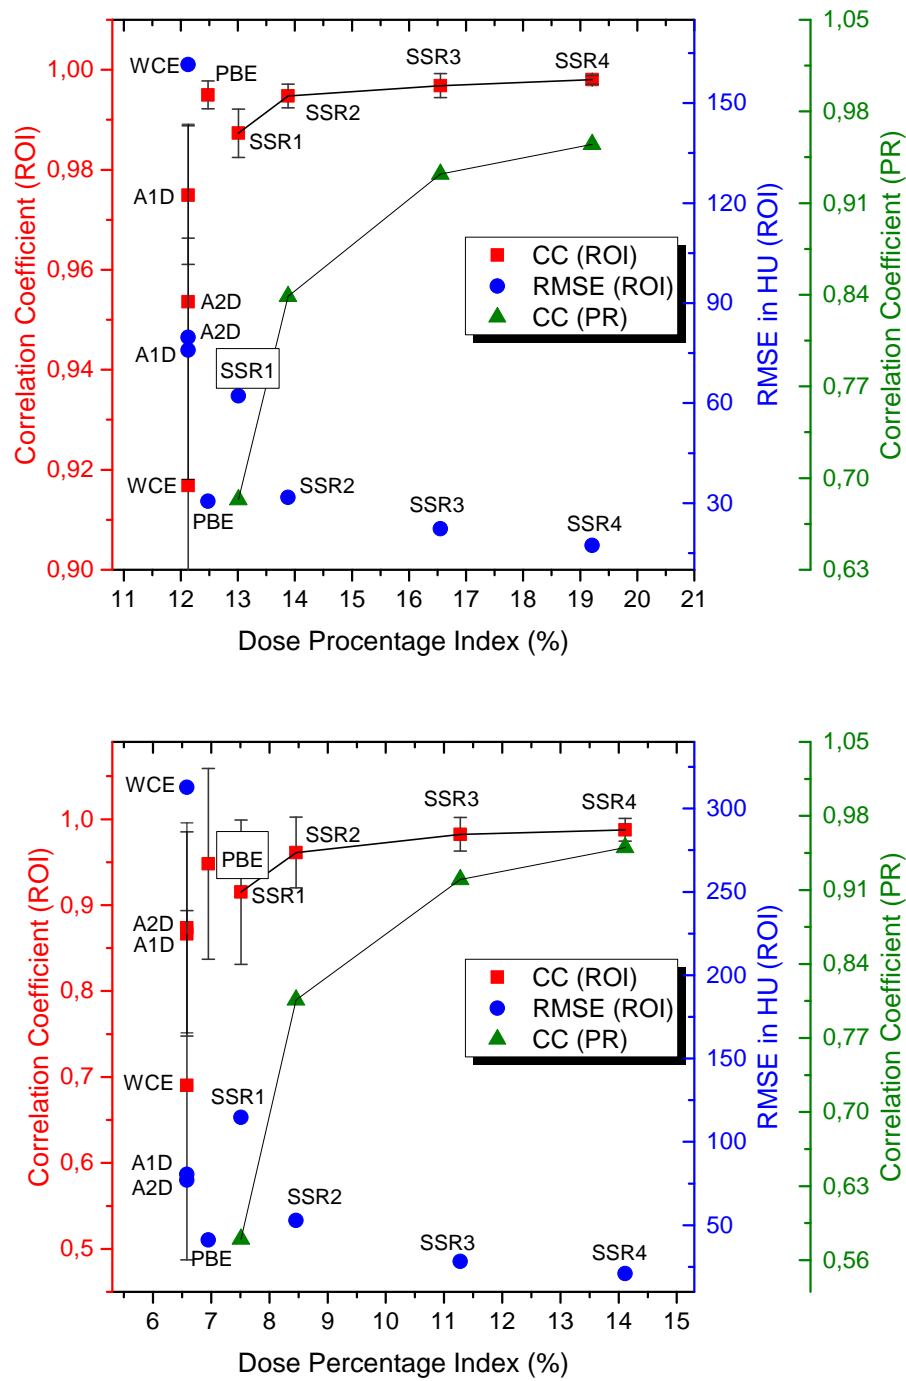 1,05
1,00
WCE
PBE
SSR3
SSR4
150
0,98
SSR2
SSR1
0,98
A1D
120
0,91
CC (ROI)
RMSE (ROI)
CC (PR)
0,96
A2D
A2D
90
0,84
A1D
0,94
SSR1
60
0,77
0,92
WCE
PBE
SSR2
SSR3
SSR4
30
0,70
0,90
0,63
Correlation Coefficient (ROI)
RMSE in HU (ROI)
Correlation Coefficient (PR)
11 12 13 14 15 16 17 18 19 20 21
Dose Procentage Index (%)
1,05
WCE
300
SSR3
SSR4
1,0
0,98
SSR2
PBE
SSR1
250
0,9
0,91
A2D
A1D
200
0,84
CC (ROI)
RMSE (ROI)
CC (PR)
0,8
150
0,77
0,7
WCE
SSR1
100
0,70
0,6
A1D
A2D
0,63
SSR2
50
PBE
SSR3
SSR4
0,5
0,56
Correlation Coefficient (ROI)
RMSE in HU (ROI)
Correlation Coefficient (PR)
6 7 8 9 10 11 12 13 14 15
Dose Percentage Index (%)